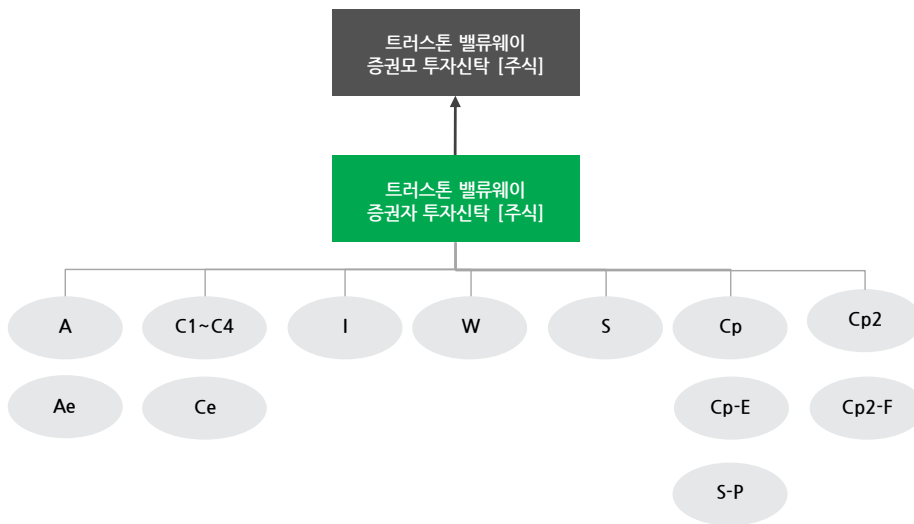 트러스톤 밸류웨이
증권모 투자신탁 [주식]
트러스톤 밸류웨이
증권자 투자신탁 [주식]
A
C1~C4
I
W
S
Cp
Cp2
Ae
Ce
Cp-E
Cp2-F
S-P